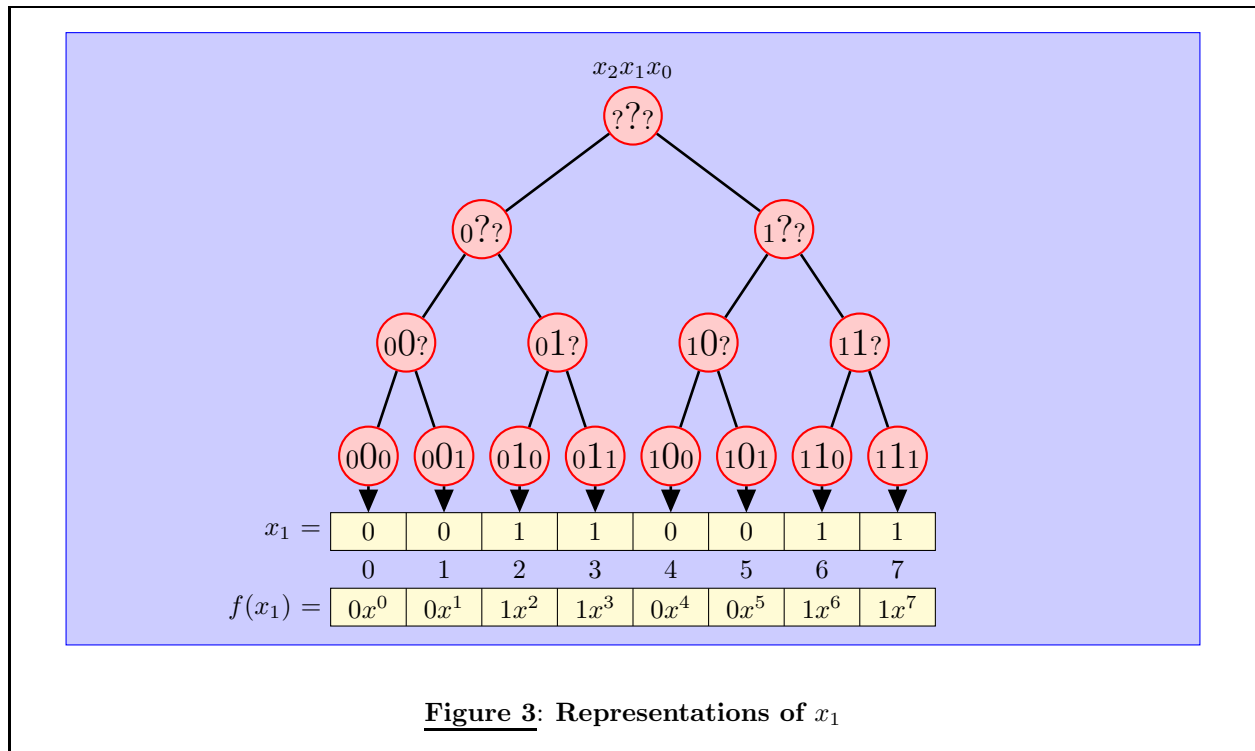 x₂x₁x₀
???
0?? 1??
00? 01? 10? 11?
000 001 010 011 100 101 110 111
x₁ = 0 0 1 1 0 0 1 1
0 1 2 3 4 5 6 7
f(x₁) = 0x⁰ 0x¹ 1x² 1x³ 0x⁴ 0x⁵ 1x⁶ 1x⁷
Figure 3: Representations of x₁